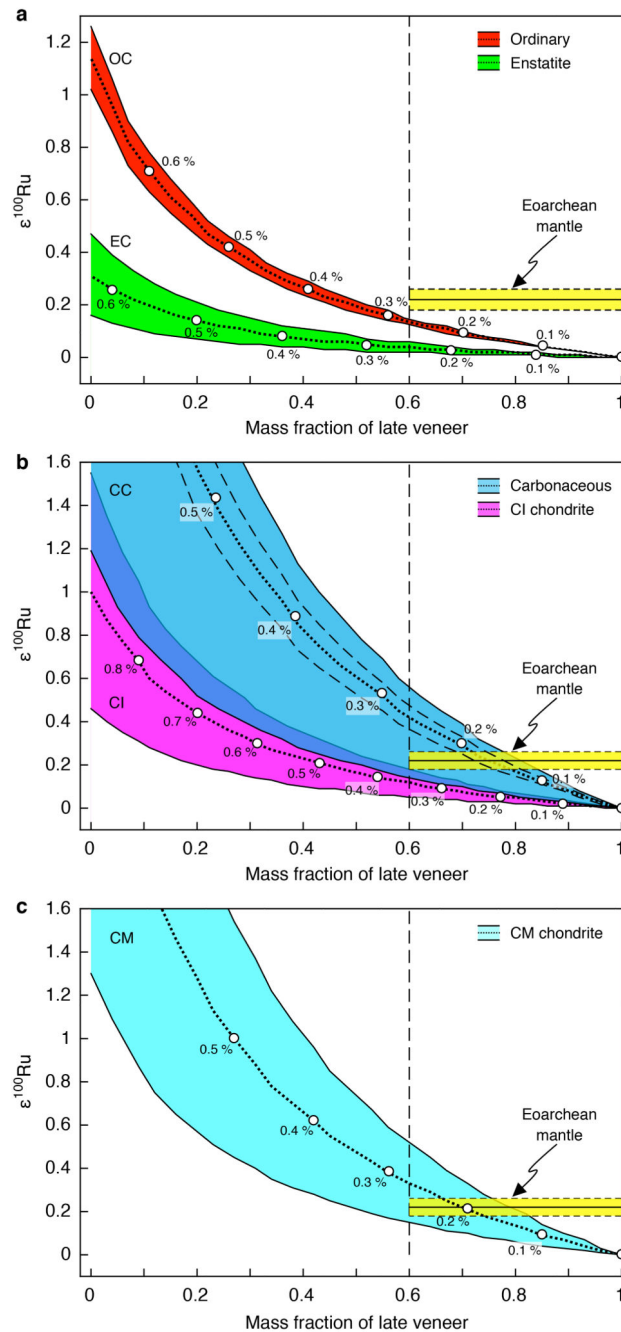 a
1.2
1
0.8
0.6
0.4
0.2
0
ε100Ru
OC
EC
Ordinary
Enstatite
Eoarchean
mantle
0.6 %
0.5 %
0.4 %
0.3 %
0.2 %
0.1 %
0.6 %
0.5 %
0.4 %
0.3 %
0.2 %
0.1 %
0 0.2 0.4 0.6 0.8 1
Mass fraction of late veneer
b
1.6
1.4
1.2
1
0.8
0.6
0.4
0.2
0
ε100Ru
CC
CI
Carbonaceous
CI chondrite
Eoarchean
mantle
0.5 %
0.4 %
0.3 %
0.2 %
0.1 %
0.8 %
0.7 %
0.6 %
0.5 %
0.4 %
0.3 %
0.2 %
0.1 %
0 0.2 0.4 0.6 0.8 1
Mass fraction of late veneer
c
1.6
1.4
1.2
1
0.8
0.6
0.4
0.2
0
ε100Ru
CM
CM chondrite
Eoarchean
mantle
0.5 %
0.4 %
0.3 %
0.2 %
0.1 %
0 0.2 0.4 0.6 0.8 1
Mass fraction of late veneer